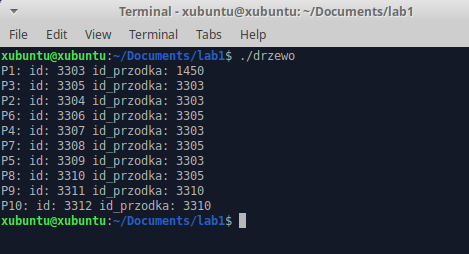 Terminal - xubuntu@xubuntu: ~/Documents/lab1
File Edit View Terminal Tabs Help
xubuntu@xubuntu:~/Documents/lab1$ ./drzewo
P1: id: 3303 id_przodka: 1450
P3: id: 3305 id_przodka: 3303
P2: id: 3304 id_przodka: 3303
P6: id: 3306 id_przodka: 3305
P4: id: 3307 id_przodka: 3303
P7: id: 3308 id_przodka: 3305
P5: id: 3309 id_przodka: 3303
P8: id: 3310 id_przodka: 3305
P9: id: 3311 id_przodka: 3310
P10: id: 3312 id_przodka: 3310
xubuntu@xubuntu:~/Documents/lab1$